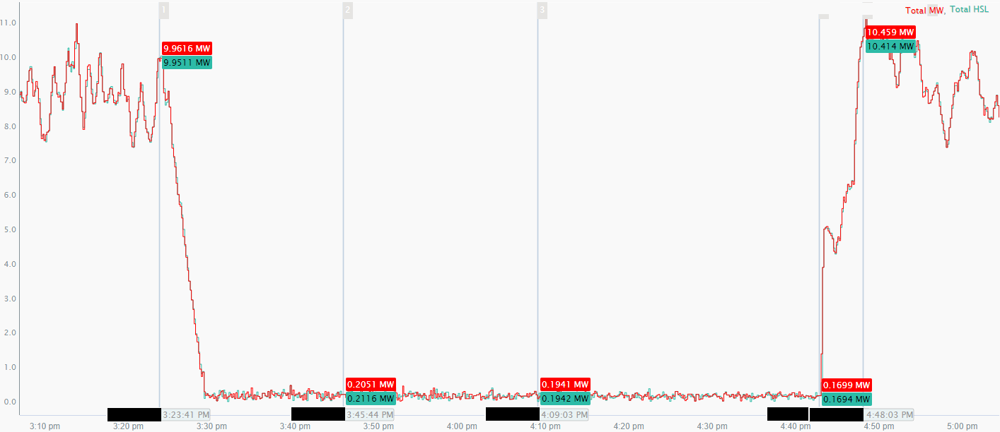 1
2
3
Total MW, Total HSL
11.0
10.0
9.0
8.0
7.0
6.0
5.0
4.0
3.0
2.0
1.0
0.0
9.9616 MW
9.9511 MW
10.459 MW
10.414 MW
0.2051 MW
0.2116 MW
0.1941 MW
0.1942 MW
0.1699 MW
0.1694 MW
3:23:41 PM
3:45:44 PM
4:09:03 PM
4:48:03 PM
3:10 pm
3:20 pm
3:30 pm
3:40 pm
3:50 pm
4:00 pm
4:10 pm
4:20 pm
4:30 pm
4:40 pm
4:50 pm
5:00 pm